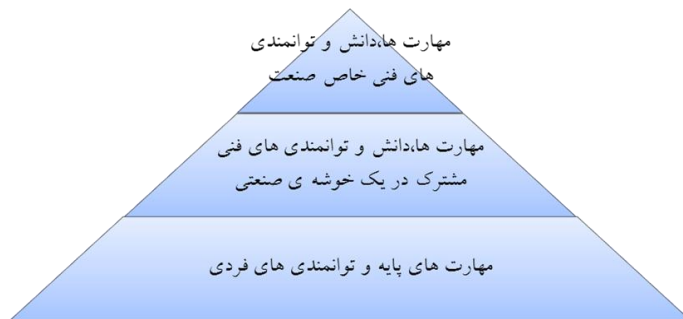 مهارت ها،دانش و توانمندی
های فنی خاص صنعت
مهارت ها،دانش و توانمندی های فنی
مشترک در یک خوشه ی صنعتی
مهارت های پایه و توانمندی های فردی